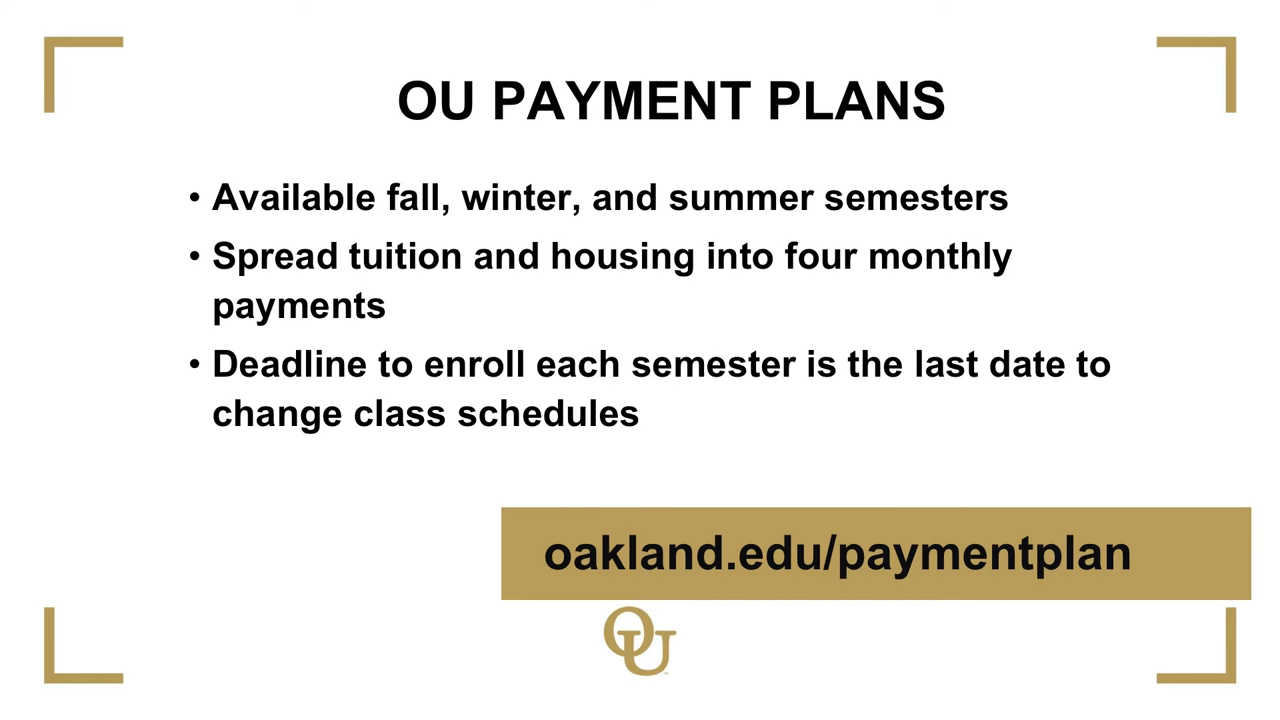 OU PAYMENT PLANS
• Available fall, winter, and summer semesters
• Spread tuition and housing into four monthly
payments
• Deadline to enroll each semester is the last date to
change class schedules
oakland.edu/paymentplan
OU